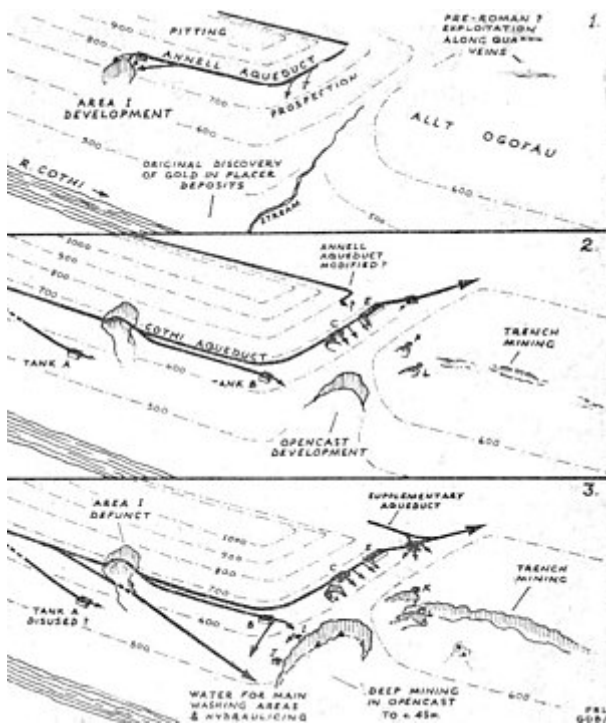 1.
PITTING
PRE-ROMAN ?
EXPLOITATION
ALONG
VEINS
900
800
ANNELL AQUEDUCT
700
AREA I
DEVELOPMENT
PROSPECTION
600
500
ALLT OGOFAU
600
500
R. COTHI
ORIGINAL DISCOVERY
OF GOLD IN PLACER
DEPOSITS
STREAM
2.
1000
900
800
700
ANNELL
AQUEDUCT
MODIFIED ?
COTHI AQUEDUCT
C
E
TANK A
600
TANK B
K
L
TRENCH
MINING
500
OPENCAST
DEVELOPMENT
600
3.
AREA I
DEFUNCT
SUPPLEMENTARY
AQUEDUCT
1000
900
800
700
C
E
TRENCH
MINING
TANK A
DISUSED ?
600
B
K
L
500
WATER FOR MAIN
WASHING AREAS
& HYDRAULICING
DEEP MINING
IN OPENCAST
TO c. 45m.
600